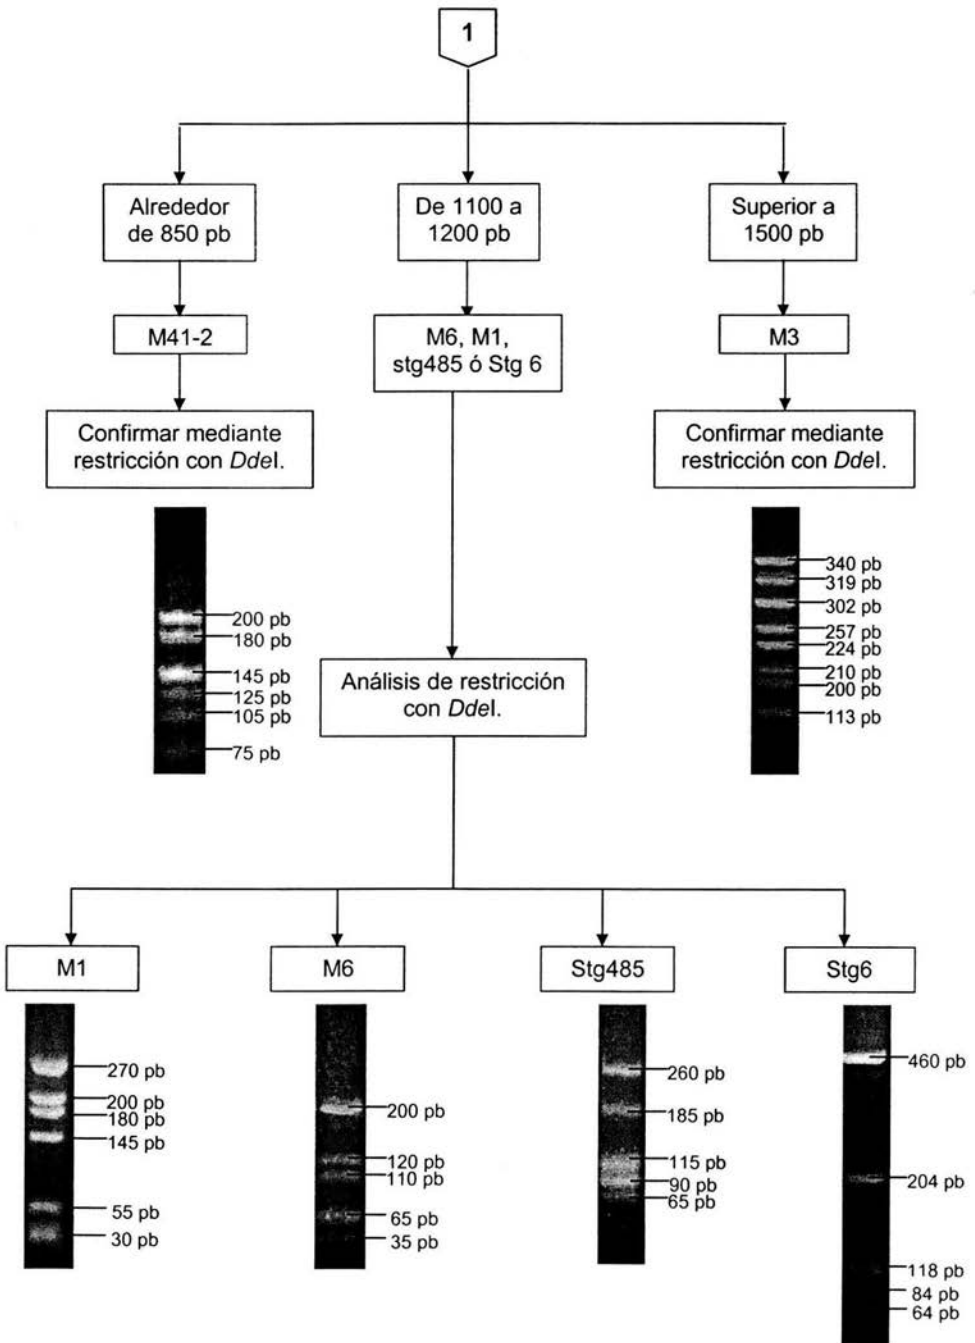 1
Alrededor
de 850 pb
De 1100 a
1200 pb
Superior a
1500 pb
M41-2
M6, M1,
stg485 ó Stg 6
M3
Confirmar mediante
restricción con DdeI.
Confirmar mediante
restricción con DdeI.
200 pb
180 pb
145 pb
125 pb
105 pb
75 pb
340 pb
319 pb
302 pb
257 pb
224 pb
210 pb
200 pb
113 pb
Análisis de restricción
con DdeI.
M1
M6
Stg485
Stg6
270 pb
200 pb
180 pb
145 pb
55 pb
30 pb
200 pb
120 pb
110 pb
65 pb
35 pb
260 pb
185 pb
115 pb
90 pb
65 pb
460 pb
204 pb
118 pb
84 pb
64 pb